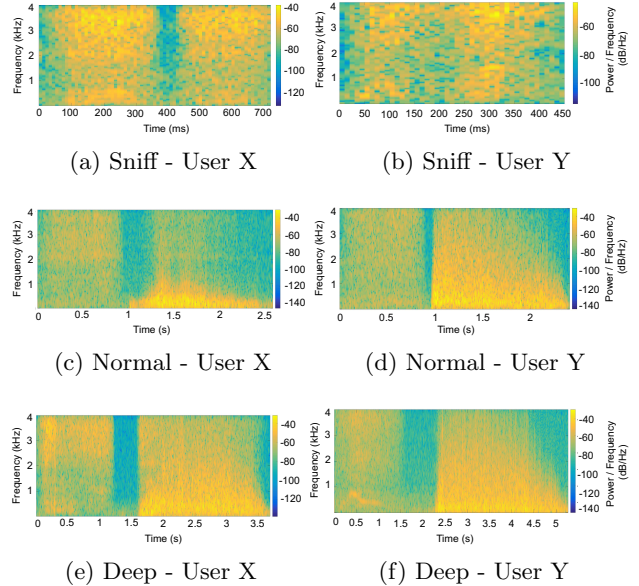 4
3
2
1
Frequency (kHz)
0 100 200 300 400 500 600 700
Time (ms)
-40
-60
-80
-100
-120
4
3
2
1
Frequency (kHz)
0 50 100 150 200 250 300 350 400 450
Time (ms)
-60
-80
-100
Power / Frequency
(dB/Hz)
(a) Sniff - User X
(b) Sniff - User Y
4
3
2
1
Frequency (kHz)
0 0.5 1 1.5 2 2.5
Time (s)
-40
-60
-80
-100
-120
-140
4
3
2
1
Frequency (kHz)
0 0.5 1 1.5 2
Time (s)
-40
-60
-80
-100
-120
-140
Power / Frequency
(dB/Hz)
(c) Normal - User X
(d) Normal - User Y
4
3
2
1
Frequency (kHz)
0 0.5 1 1.5 2 2.5 3 3.5
Time (s)
-40
-60
-80
-100
-120
4
3
2
1
Frequency (kHz)
0 0.5 1 1.5 2 2.5 3 3.5 4 4.5 5
Time (s)
-40
-60
-80
-100
-120
-140
Power / Frequency
(dB/Hz)
(e) Deep - User X
(f) Deep - User Y